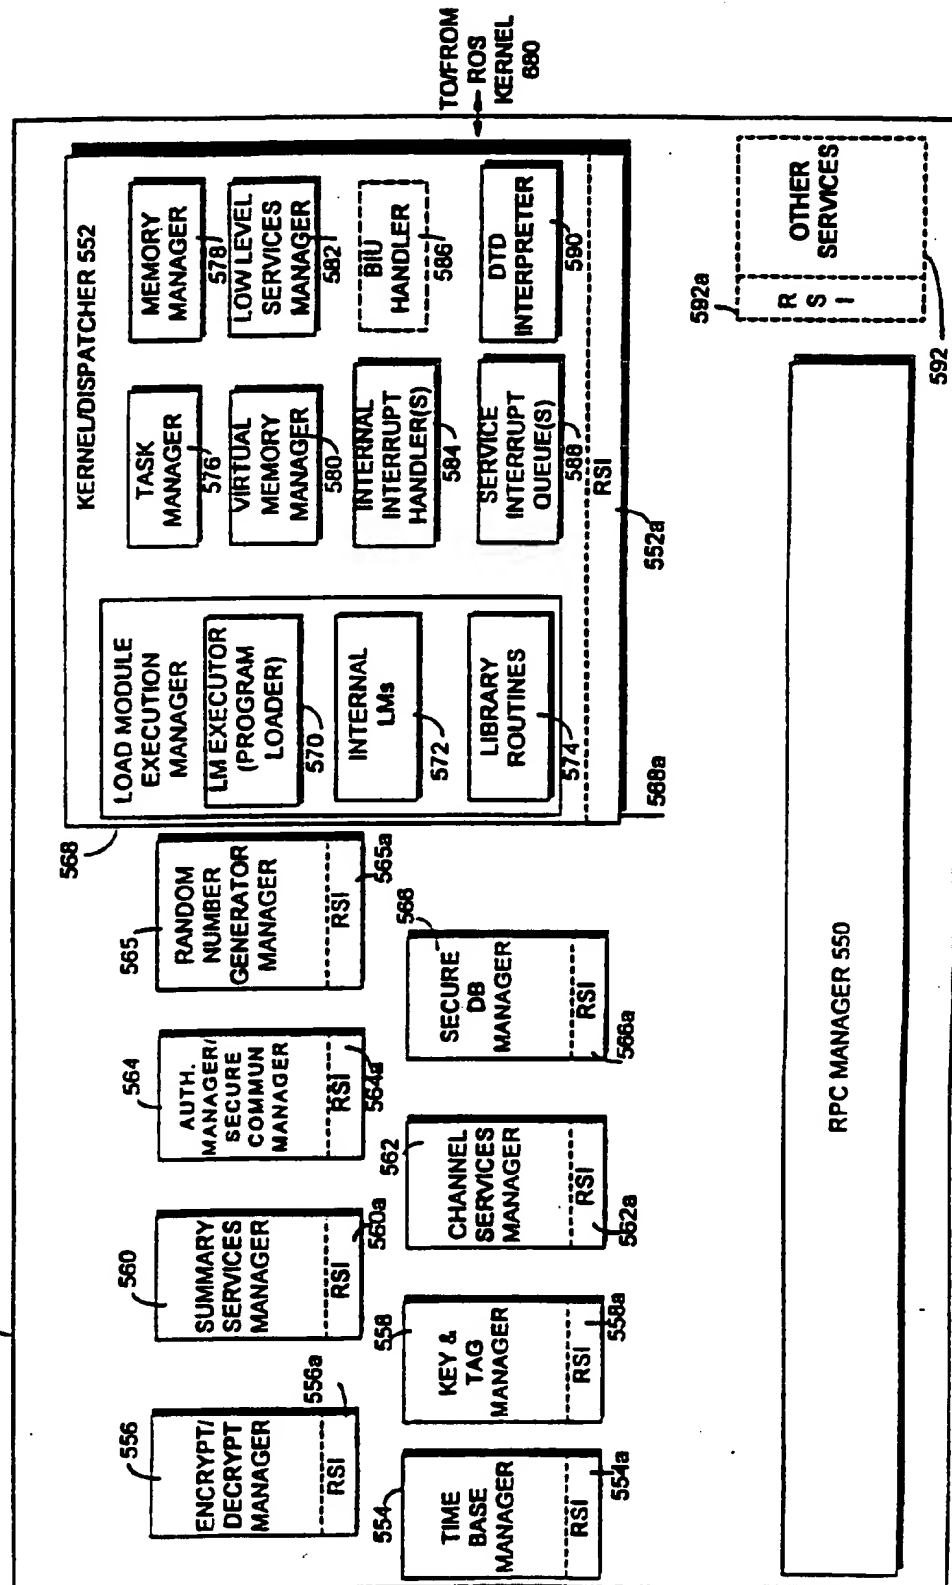 TO/FROM
ROS
KERNEL
680
KERNEL/DISPATCHER 552
LOAD MODULE
EXECUTION
MANAGER
568
LM EXECUTOR
(PROGRAM
LOADER)
570
INTERNAL
LMs
572
LIBRARY
ROUTINES
574
TASK
MANAGER
576
MEMORY
MANAGER
578
VIRTUAL
MEMORY
MANAGER
580
LOW LEVEL
SERVICES
MANAGER
582
INTERNAL
INTERRUPT
HANDLER(S)
584
BIU
HANDLER
586
SERVICE
INTERRUPT
QUEUE(S)
588
DTD
INTERPRETER
590
RSI
552a
588a
556
ENCRYPT/
DECRYPT
MANAGER
RSI
556a
560
SUMMARY
SERVICES
MANAGER
RSI
560a
564
AUTH.
MANAGER/
SECURE
COMMUN
MANAGER
RSI
564a
565
RANDOM
NUMBER
GENERATOR
MANAGER
RSI
565a
554
TIME
BASE
MANAGER
RSI
554a
558
KEY &
TAG
MANAGER
RSI
558a
562
CHANNEL
SERVICES
MANAGER
RSI
562a
566
SECURE
DB
MANAGER
RSI
566a
RPC MANAGER 550
592a
RSI
OTHER
SERVICES
592